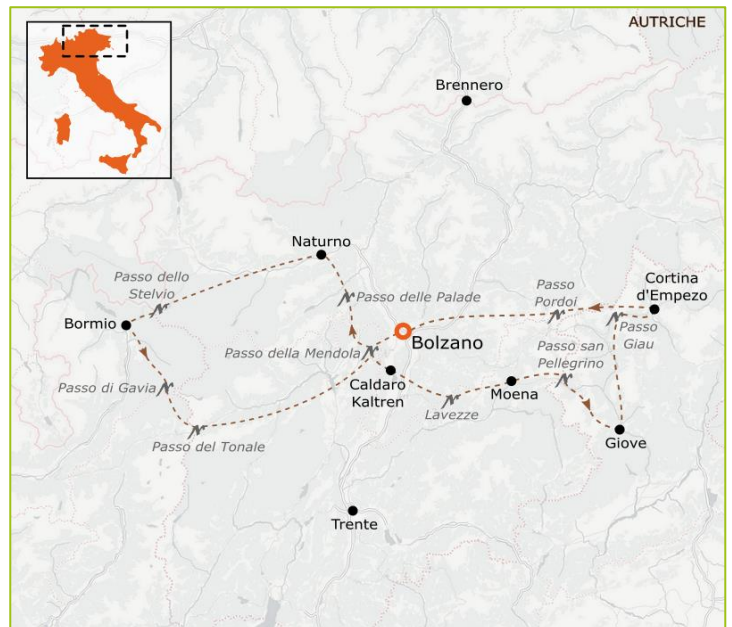 AUTRICHE
Brennero
Naturno
Passo dello
Stelvio
Passo delle Palade
Passo
Pordoi
Cortina
d'Empezo
Bormio
Bolzano
Passo
Giau
Passo della Mendola
Passo san
Pellegrino
Passo di Gavia
Caldaro
Kaltren
Lavezze
Moena
Passo del Tonale
Giove
Trente